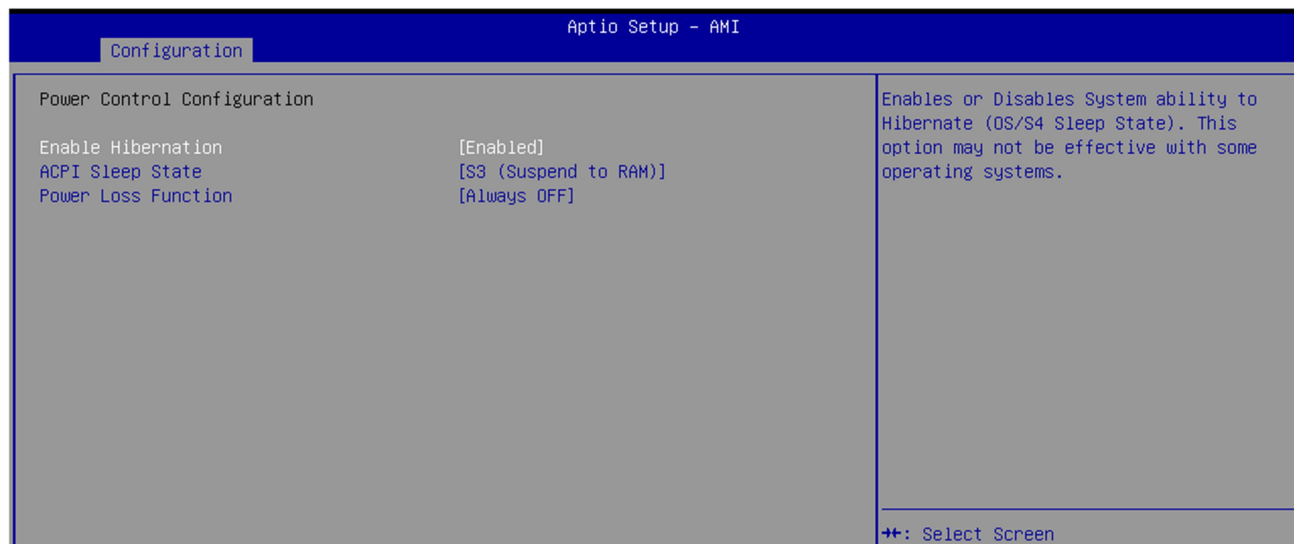 Aptio Setup – AMI
Configuration
Power Control Configuration
Enable Hibernation [Enabled]
ACPI Sleep State [S3 (Suspend to RAM)]
Power Loss Function [Always OFF]
Enables or Disables System ability to
Hibernate (OS/S4 Sleep State). This
option may not be effective with some
operating systems.
→←: Select Screen